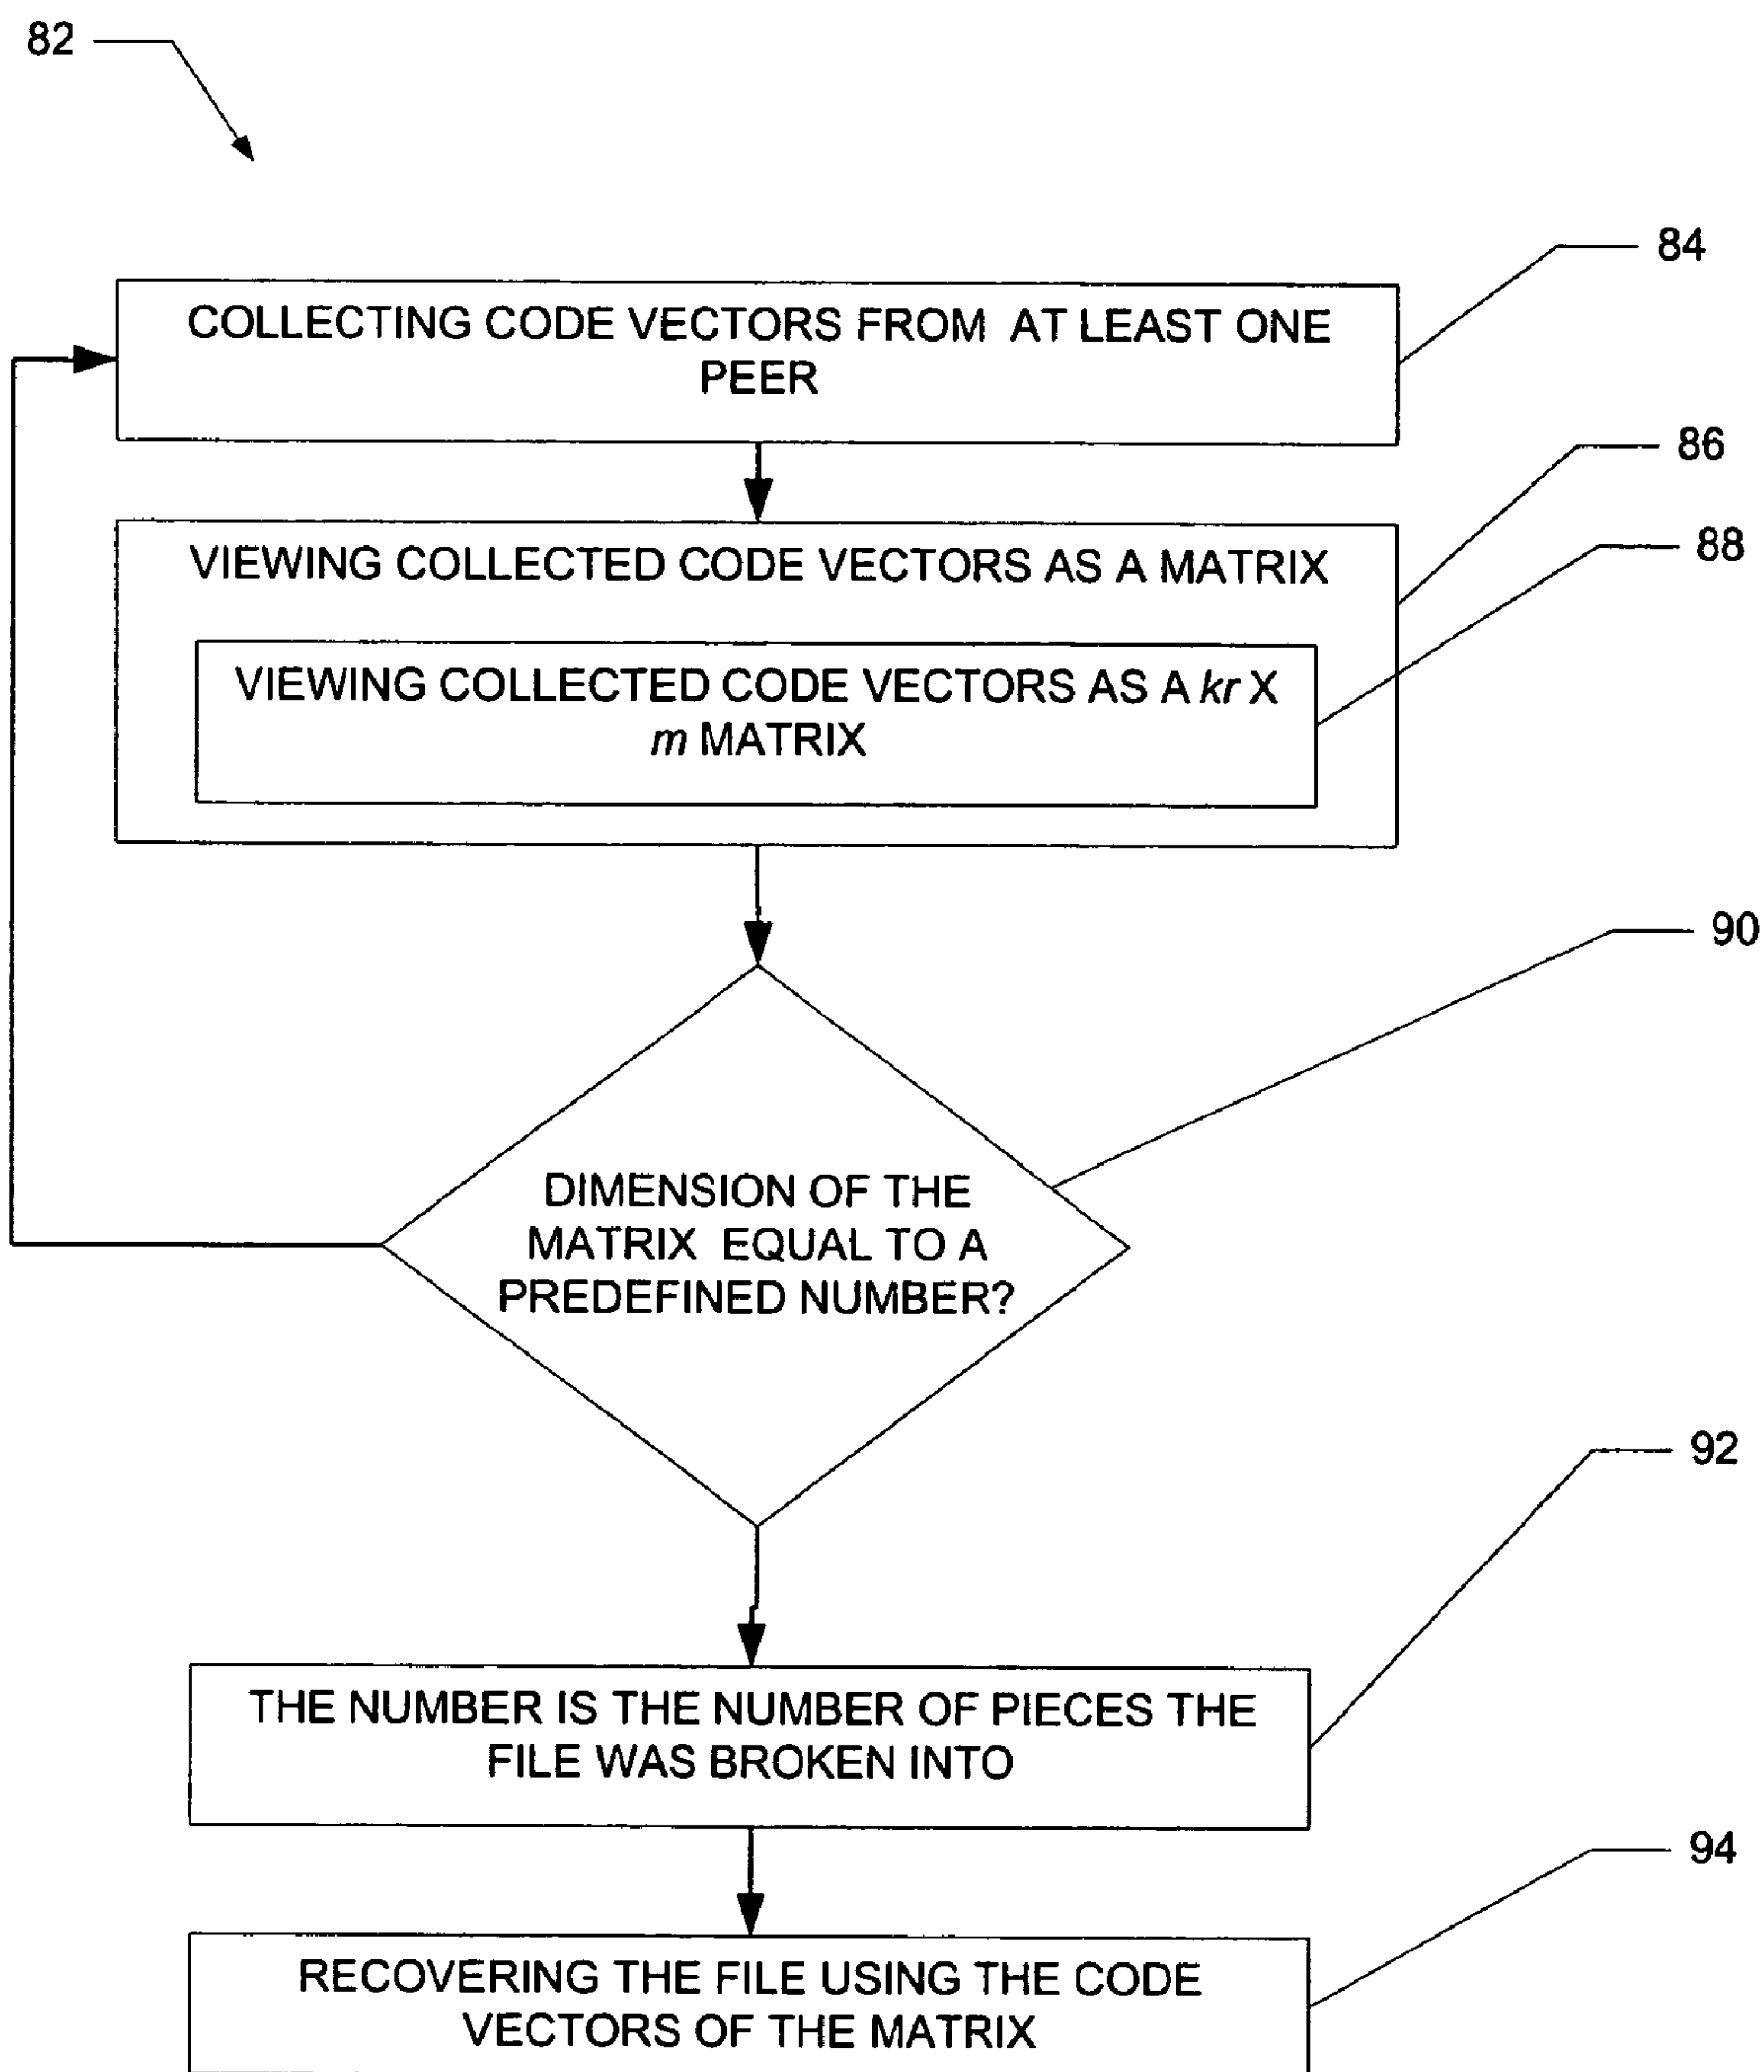 82
84
COLLECTING CODE VECTORS FROM AT LEAST ONE
PEER
86
VIEWING COLLECTED CODE VECTORS AS A MATRIX
88
VIEWING COLLECTED CODE VECTORS AS A kr X
m MATRIX
90
DIMENSION OF THE
MATRIX EQUAL TO A
PREDEFINED NUMBER?
92
THE NUMBER IS THE NUMBER OF PIECES THE
FILE WAS BROKEN INTO
94
RECOVERING THE FILE USING THE CODE
VECTORS OF THE MATRIX